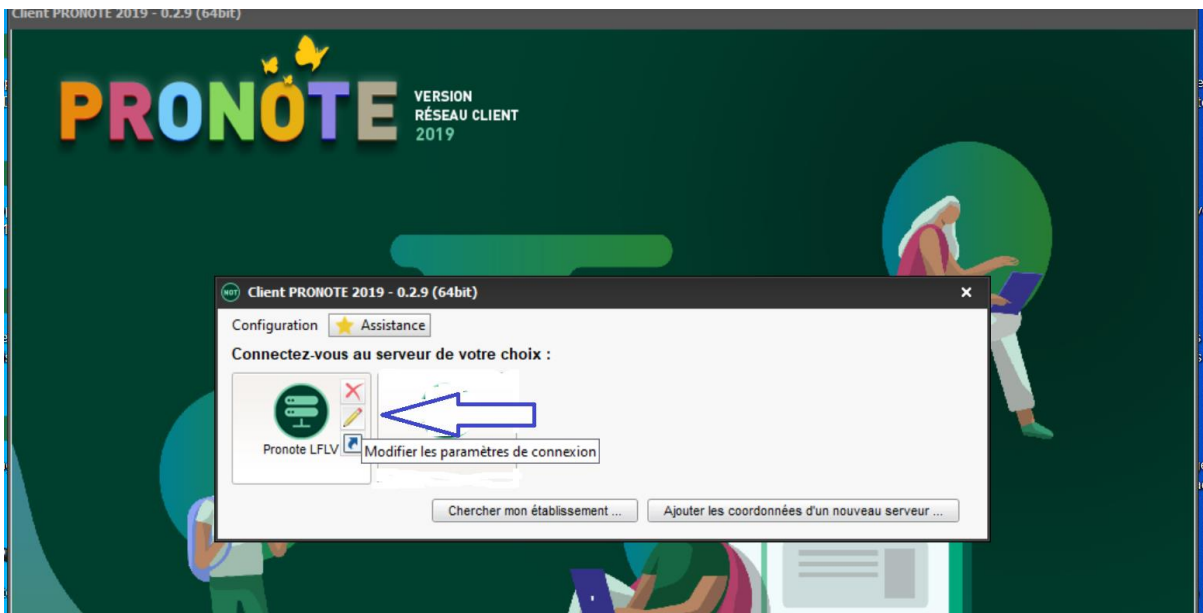 Client PRONOTE 2019 - 0.2.9 (64bit)
PRONOTE
VERSION
RÉSEAU CLIENT
2019
NOT
Client PRONOTE 2019 - 0.2.9 (64bit)
Configuration Assistance
Connectez-vous au serveur de votre choix :
Pronote LFLV
Modifier les paramètres de connexion
Chercher mon établissement ... Ajouter les coordonnées d'un nouveau serveur ...